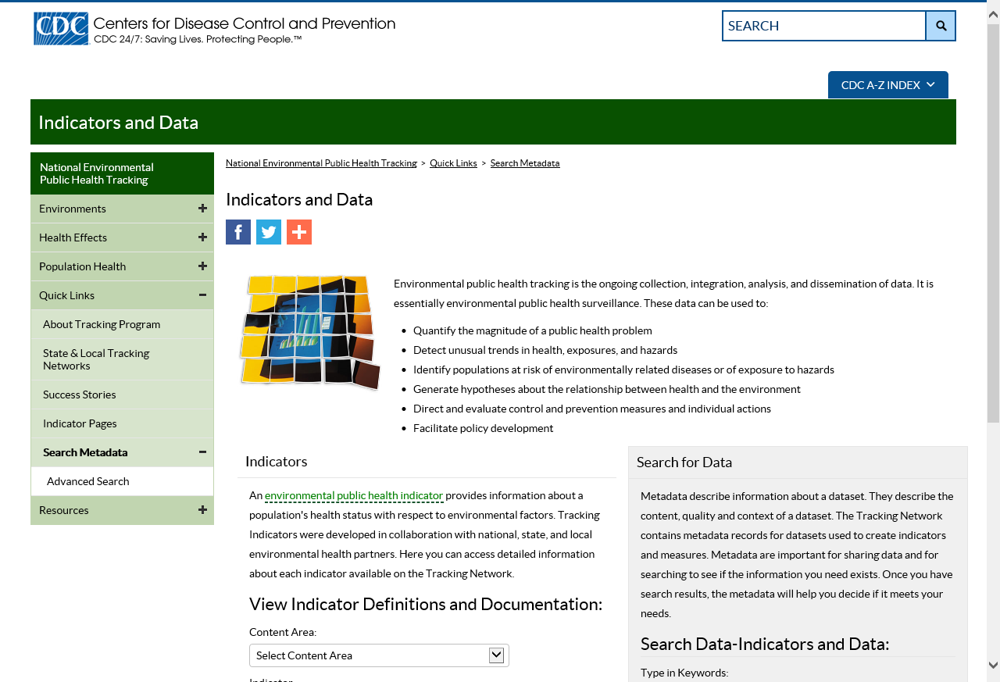 CDC Centers for Disease Control and Prevention
CDC 24/7: Saving Lives. Protecting People.™
SEARCH
CDC A-Z INDEX
Indicators and Data
National Environmental
Public Health Tracking
Environments
Health Effects
Population Health
Quick Links
About Tracking Program
State & Local Tracking
Networks
Success Stories
Indicator Pages
Search Metadata
Advanced Search
Resources
National Environmental Public Health Tracking > Quick Links > Search Metadata
Indicators and Data
Environmental public health tracking is the ongoing collection, integration, analysis, and dissemination of data. It is
essentially environmental public health surveillance. These data can be used to:
• Quantify the magnitude of a public health problem
• Detect unusual trends in health, exposures, and hazards
• Identify populations at risk of environmentally related diseases or of exposure to hazards
• Generate hypotheses about the relationship between health and the environment
• Direct and evaluate control and prevention measures and individual actions
• Facilitate policy development
Indicators
An environmental public health indicator provides information about a
population's health status with respect to environmental factors. Tracking
Indicators were developed in collaboration with national, state, and local
environmental health partners. Here you can access detailed information
about each indicator available on the Tracking Network.
View Indicator Definitions and Documentation:
Content Area:
Select Content Area
Indicator
Search for Data
Metadata describe information about a dataset. They describe the
content, quality and context of a dataset. The Tracking Network
contains metadata records for datasets used to create indicators
and measures. Metadata are important for sharing data and for
searching to see if the information you need exists. Once you have
search results, the metadata will help you decide if it meets your
needs.
Search Data-Indicators and Data:
Type in Keywords: